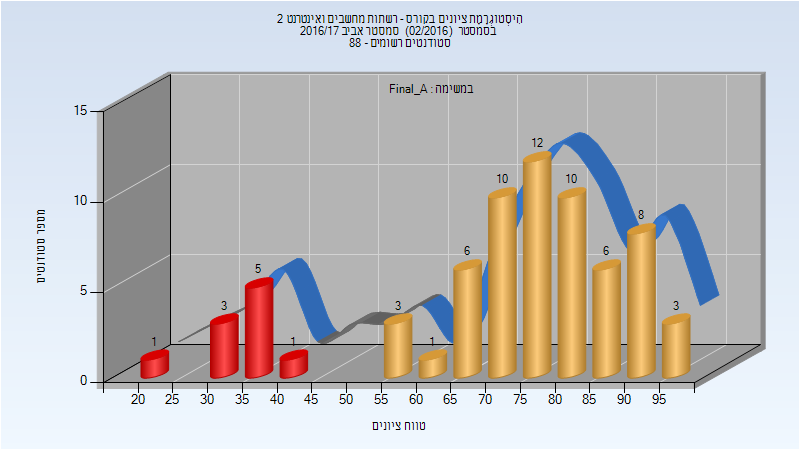 היסטוגרמת ציונים בקורס - רשתות מחשבים ואינטרנט 2
בסמסטר (02/2016) סמסטר אביב 2016/17
סטודנטים רשומים - 88
במשימה : Final_A
מספר סטודנטים
15
10
5
0
1
3
5
1
3
1
6
10
12
10
6
8
3
20 25 30 35 40 45 50 55 60 65 70 75 80 85 90 95
טווח ציונים